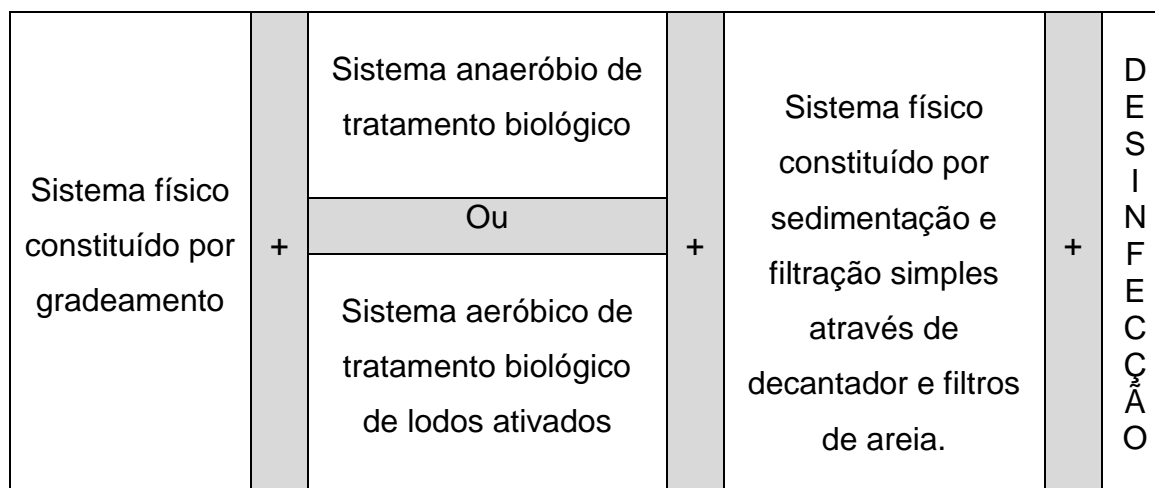 Sistema físico
constituído por
gradeamento
+
Sistema anaeróbio de
tratamento biológico
Ou
Sistema aeróbico de
tratamento biológico
de lodos ativados
+
Sistema físico
constituído por
sedimentação e
filtração simples
através de
decantador e filtros
de areia.
+
D
E
S
I
N
F
E
C
Ç
Ã
O